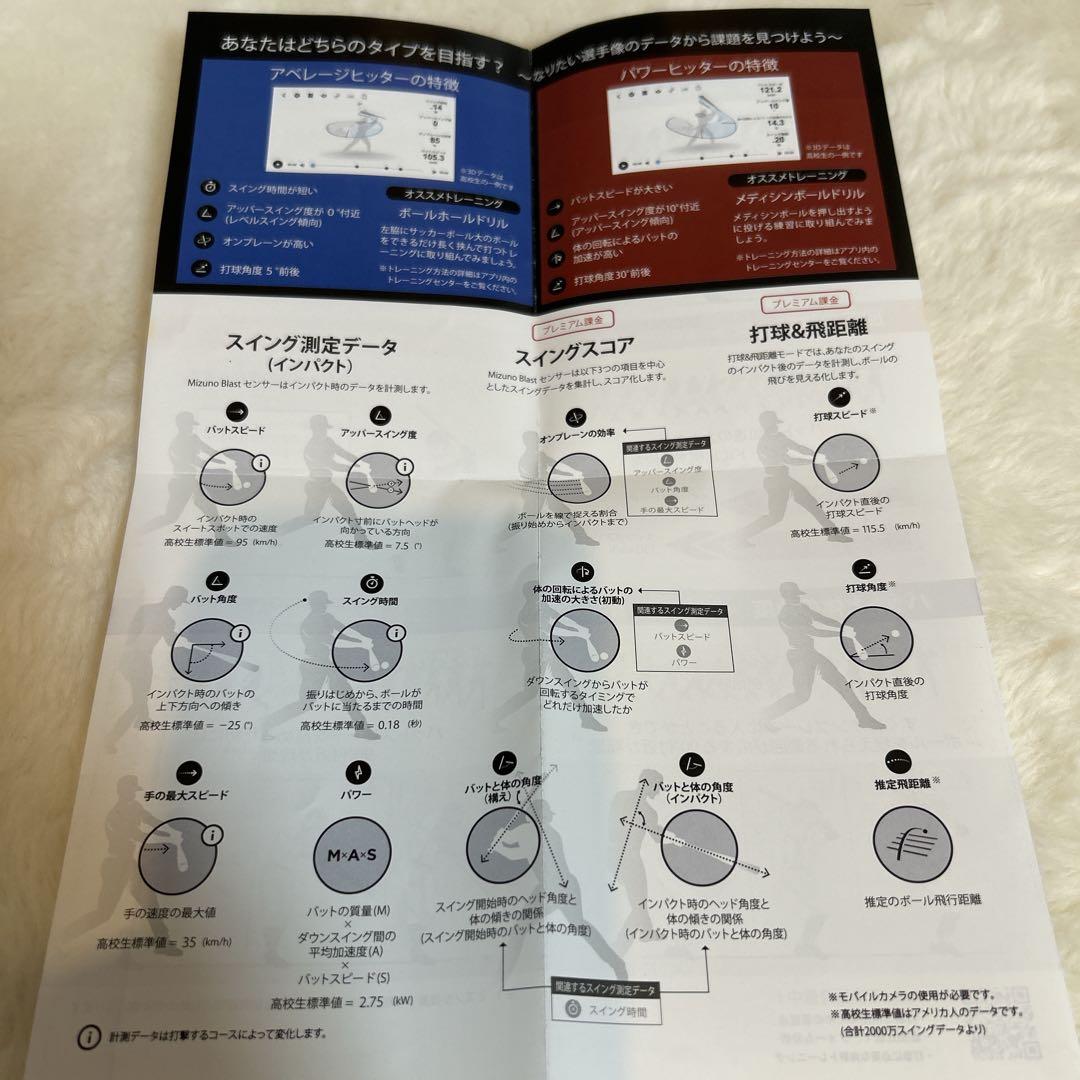 あなたはどちらのタイプを目指す？ ～なりたい選手像のデータから課題を見つけよう～
アベレージヒッターの特徴
-14
0
85
105.3
※3Dデータは
高校生の一例です
スイング時間が短い
アッパースイング度が 0°付近
(レベルスイング傾向)
オンプレーンが高い
打球角度 5°前後
オススメトレーニング
ボールホールドリル
左脇にサッカーボール大のボール
をできるだけ長く挟んで打つトレ
ーニングに取り組んでみましょう。
※トレーニング方法の詳細はアプリ内の
トレーニングセンターをご覧ください。
パワーヒッターの特徴
121.2
10
14.3
-26
※3Dデータは
高校生の一例です
バットスピードが大きい
アッパースイング度が10°付近
(アッパースイング傾向)
体の回転によるバットの
加速が高い
打球角度30°前後
オススメトレーニング
メディシンボールドリル
メディシンボールを押し出すよう
に投げる練習に取り組んでみま
しょう。
※トレーニング方法の詳細はアプリ内の
トレーニングセンターをご覧ください。
スイング測定データ
(インパクト)
Mizuno Blast センサーはインパクト時のデータを計測します。
バットスピード
i
インパクト時の
スイートスポットでの速度
高校生標準値 = 95 (km/h)
アッパースイング度
i
インパクト寸前にバットヘッドが
向かっている方向
高校生標準値 = 7.5 (°)
バット角度
i
インパクト時のバットの
上下方向への傾き
高校生標準値 = −25 (°)
スイング時間
i
振りはじめから、ボールが
バットに当たるまでの時間
高校生標準値 = 0.18 (秒)
手の最大スピード
i
手の速度の最大値
高校生標準値 = 35 (km/h)
パワー
M×A×S
バットの質量(M)
×
ダウンスイング間の
平均加速度(A)
×
バットスピード(S)
高校生標準値 = 2.75 (kW)
i 計測データは打撃するコースによって変化します。
プレミアム課金
スイングスコア
Mizuno Blast センサーは以下3つの項目を中心
としたスイングデータを集計し、スコア化します。
オンプレーンの効率
ボールを線で捉える割合
(振り始めからインパクトまで)
関連するスイング測定データ
アッパースイング度
バット角度
手の最大スピード
体の回転によるバットの
加速の大きさ(初動)
ダウンスイングからバットが
回転するタイミングで
どれだけ加速したか
関連するスイング測定データ
バットスピード
パワー
バットと体の角度
(構え)
スイング開始時のヘッド角度と
体の傾きの関係
(スイング開始時のバットと体の角度)
バットと体の角度
(インパクト)
インパクト時のヘッド角度と
体の傾きの関係
(インパクト時のバットと体の角度)
関連するスイング測定データ
スイング時間
プレミアム課金
打球&飛距離
打球&飛距離モードでは、あなたのスイング
のインパクト後のデータを計測し、ボールの
飛びを見える化します。
打球スピード※
インパクト直後の
打球スピード
高校生標準値 = 115.5 (km/h)
打球角度※
インパクト直後の
打球角度
推定飛距離※
推定のボール飛行距離
※モバイルカメラの使用が必要です。
※高校生標準値はアメリカ人のデータです。
(合計2000万スイングデータより)